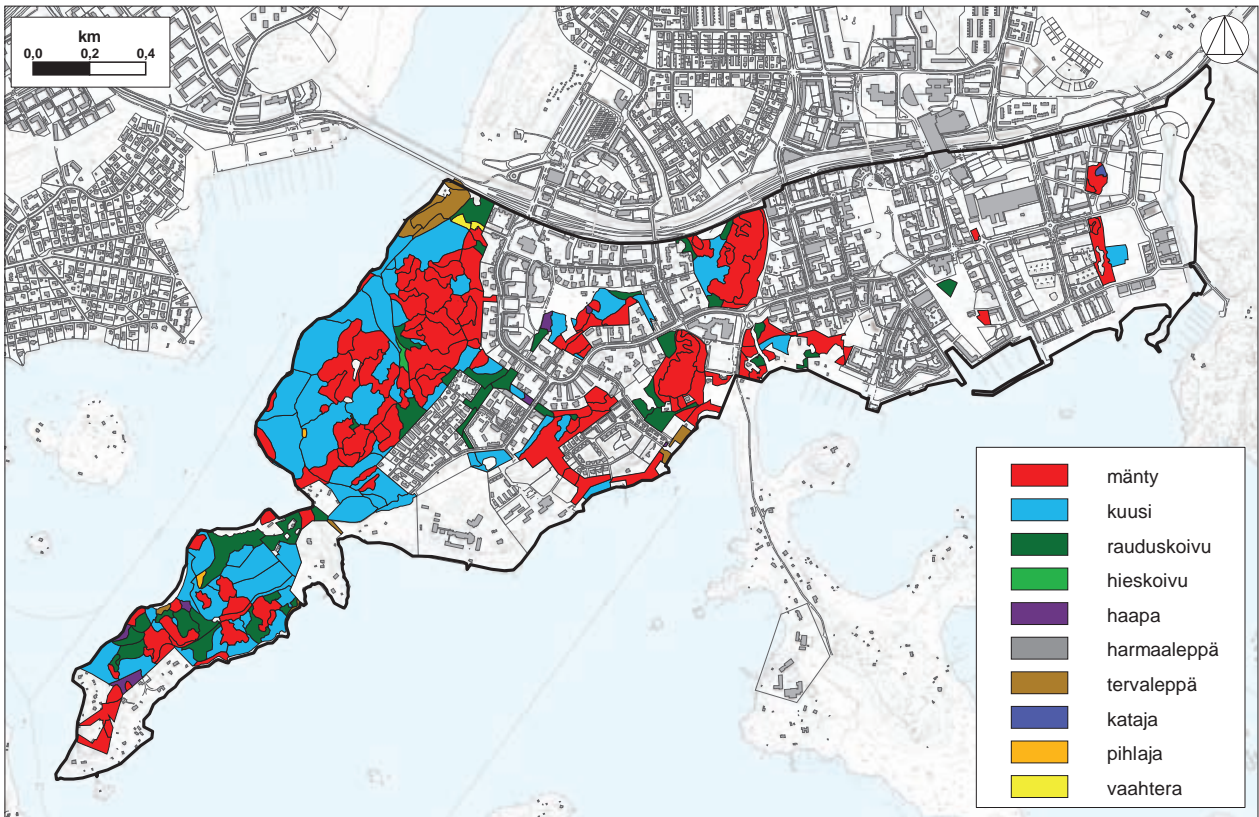 km
0,0 0,2 0,4
mänty
kuusi
rauduskoivu
hieskoivu
haapa
harmaaleppä
tervaleppä
kataja
pihlaja
vaahtera